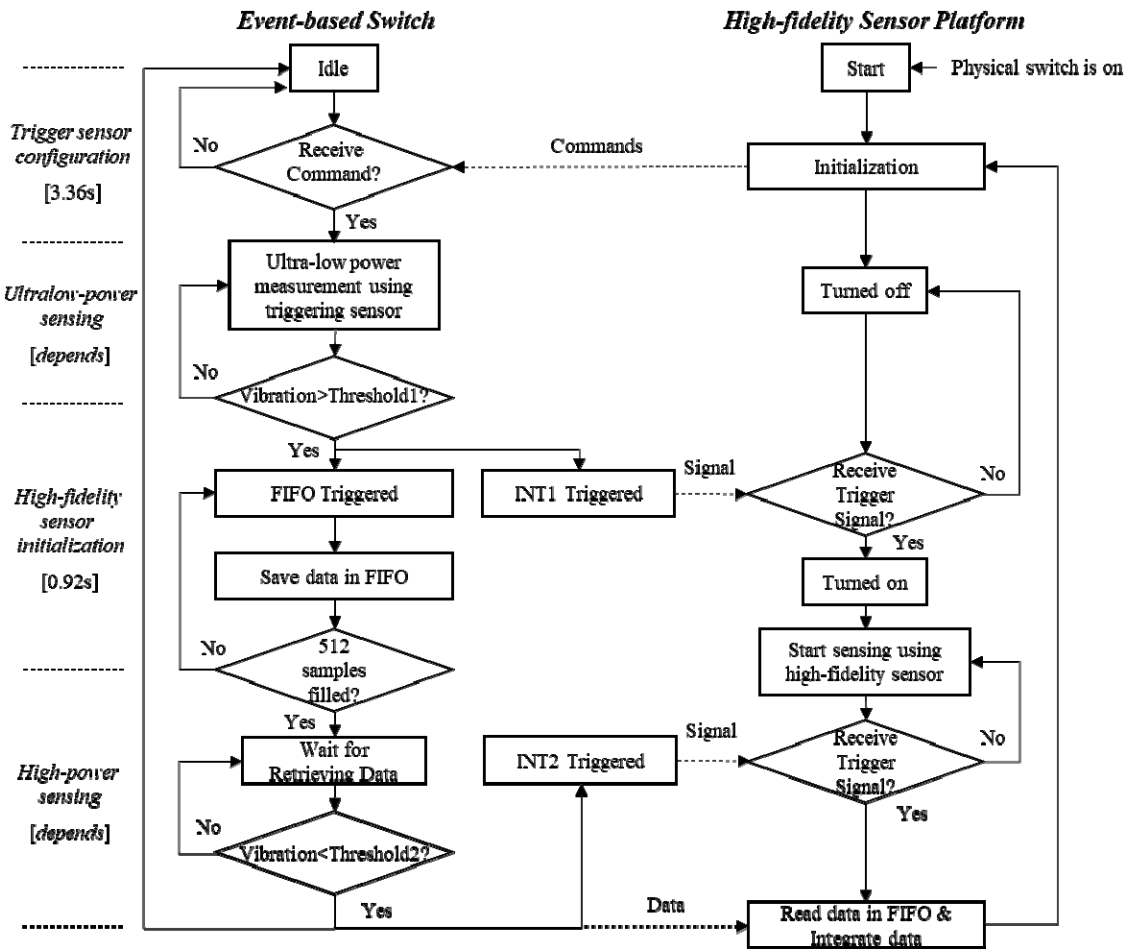 Event-based Switch
High-fidelity Sensor Platform
Idle
Start
Physical switch is on
Trigger sensor
configuration
[3.36s]
No
Receive
Command?
Commands
Initialization
Yes
Ultralow-power
sensing
[depends]
Ultra-low power
measurement using
triggering sensor
Turned off
No
Vibration>Threshold1?
Yes
High-fidelity
sensor
initialization
[0.92s]
FIFO Triggered
INT1 Triggered
Signal
Receive
Trigger
Signal?
No
Yes
Save data in FIFO
Turned on
No
512
samples
filled?
Start sensing using
high-fidelity sensor
Yes
High-power
sensing
[depends]
Wait for
Retrieving Data
INT2 Triggered
Signal
Receive
Trigger
Signal?
No
Yes
No
Vibration<Threshold2?
Yes
Data
Read data in FIFO &
Integrate data